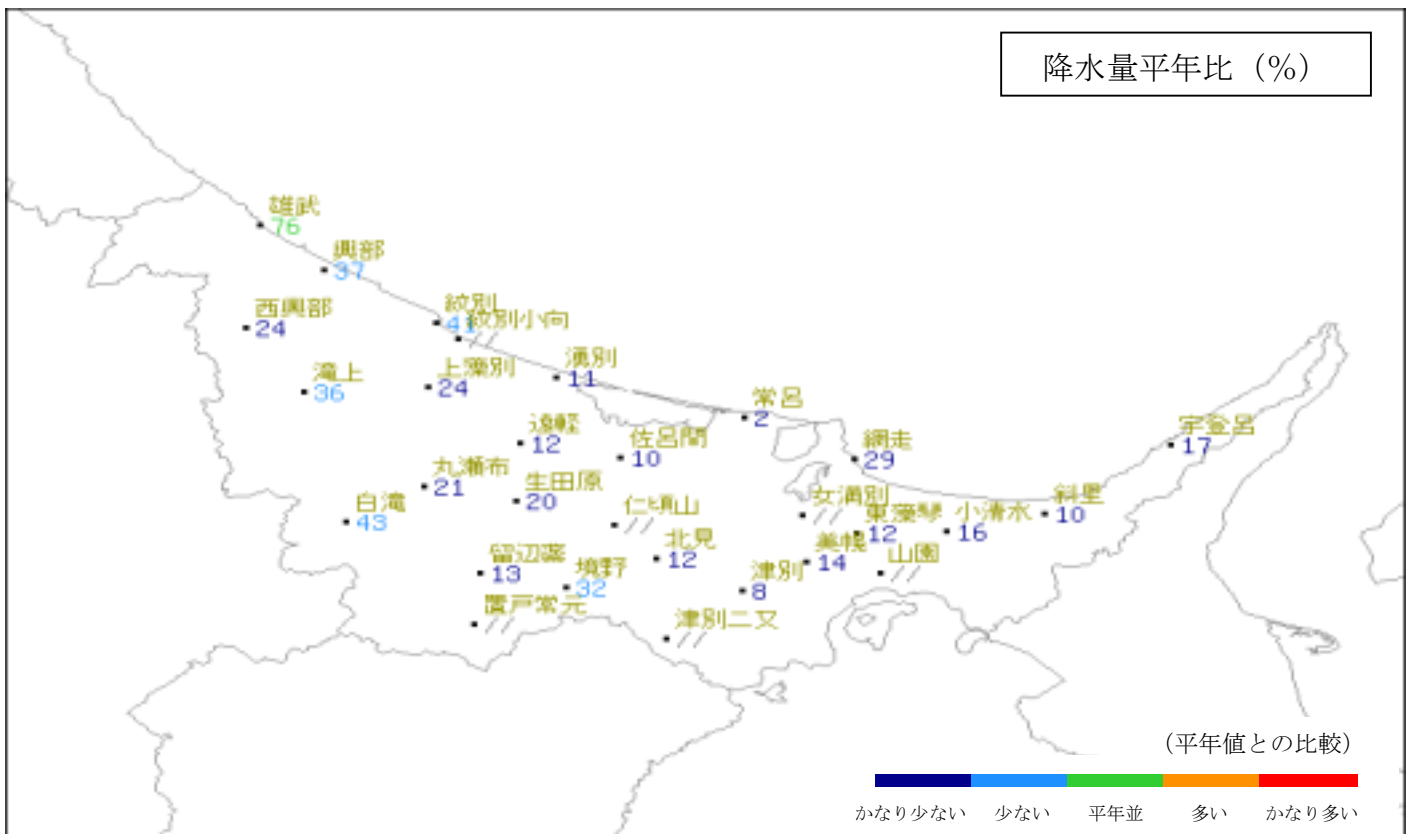 降水量平年比（％）
雄武
76
興部
37
紋別
41
紋別小向
//
西興部
24
湧別
11
滝上
36
上藻別
24
常呂
2
遠軽
12
佐呂間
10
網走
29
宇登呂
17
丸瀬布
21
生田原
20
白滝
43
仁頃山
//
女満別
//
東藻琴
12
小清水
16
斜里
10
北見
12
美幌
14
山園
//
留辺蘂
13
境野
32
津別
8
置戸常元
//
津別二又
//
（平年値との比較）
かなり少ない 少ない 平年並 多い かなり多い